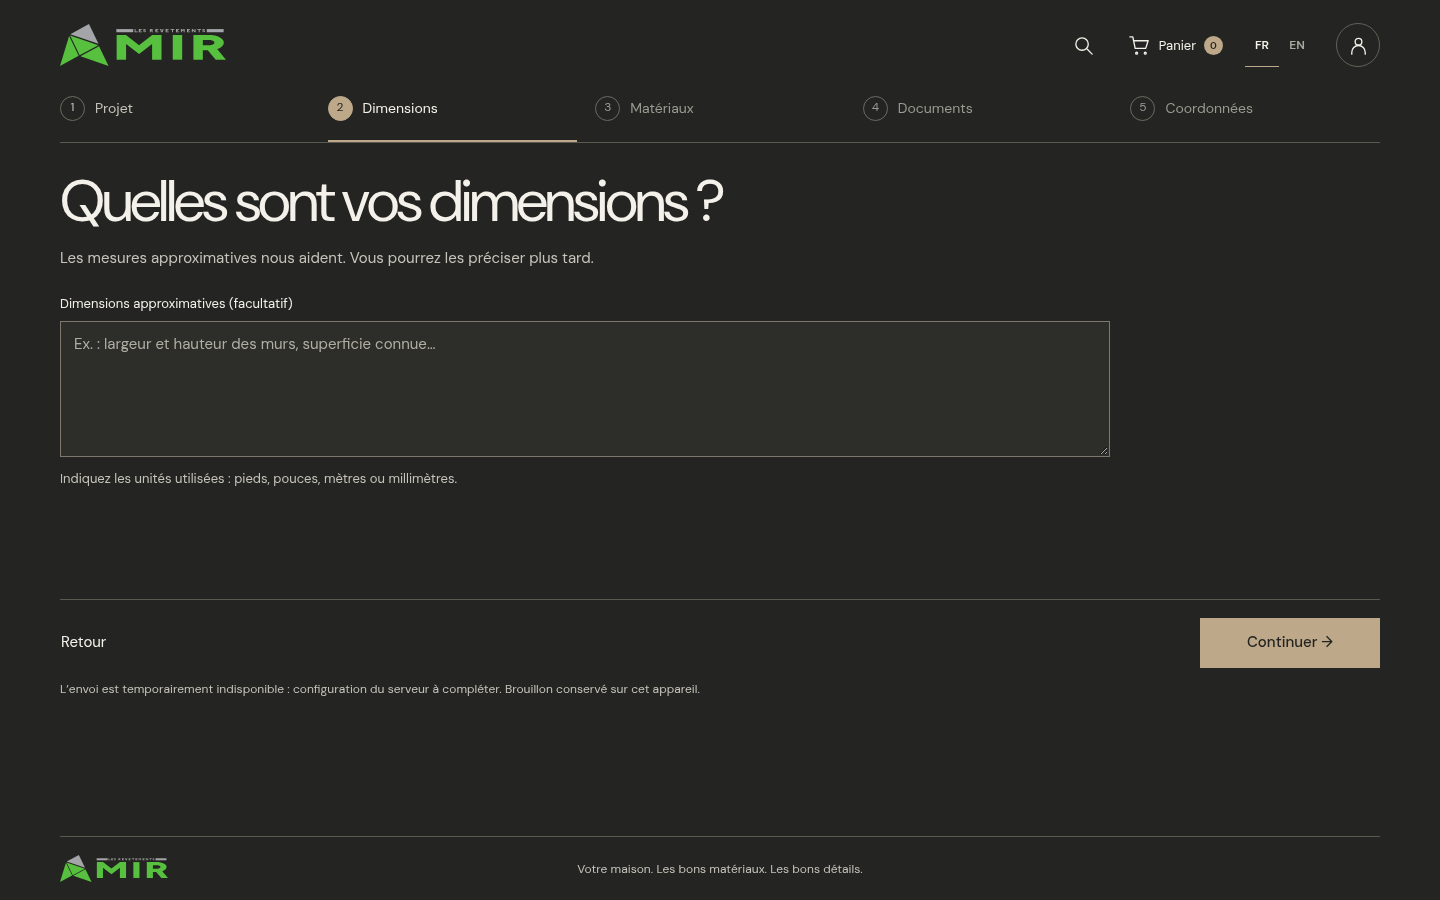 LES REVÊTEMENTS
MIR
Panier 0
FR EN
1 Projet
2 Dimensions
3 Matériaux
4 Documents
5 Coordonnées
Quelles sont vos dimensions ?
Les mesures approximatives nous aident. Vous pourrez les préciser plus tard.
Dimensions approximatives (facultatif)
Ex. : largeur et hauteur des murs, superficie connue…
Indiquez les unités utilisées : pieds, pouces, mètres ou millimètres.
Retour
Continuer →
L’envoi est temporairement indisponible : configuration du serveur à compléter. Brouillon conservé sur cet appareil.
LES REVÊTEMENTS
MIR
Votre maison. Les bons matériaux. Les bons détails.